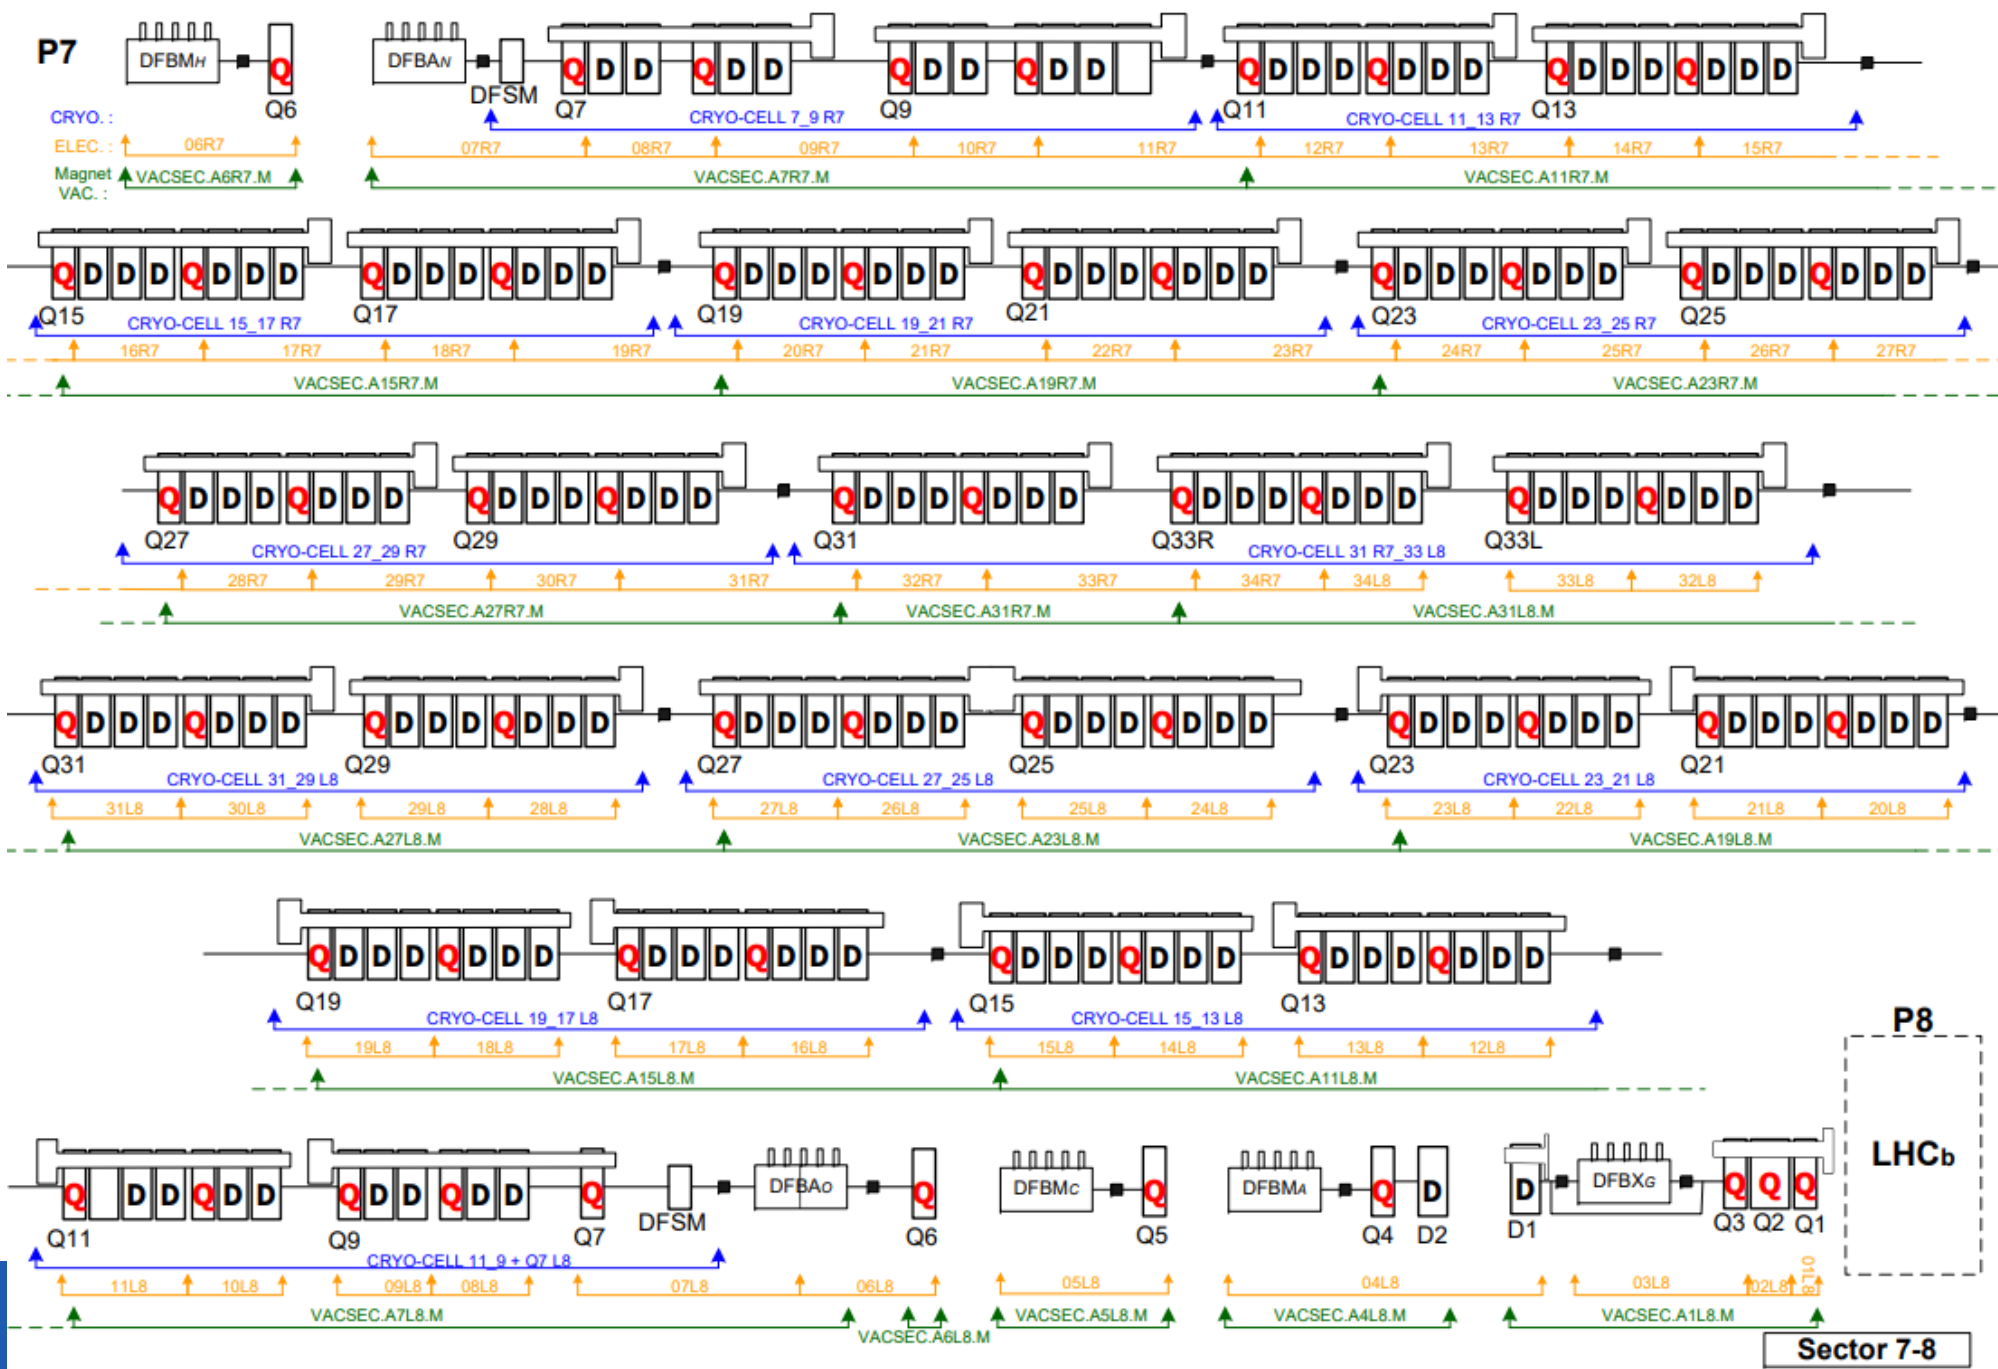 P7
DFBMH Q DFBAN Q D D Q D D Q D D Q D D Q D D D Q D D D Q D D D Q D D D
Q6 DFSM Q7 Q9 Q11 Q13
CRYO. : CRYO-CELL 7_9 R7 CRYO-CELL 11_13 R7
ELEC. : 06R7 07R7 08R7 09R7 10R7 11R7 12R7 13R7 14R7 15R7
Magnet VACSEC.A6R7.M VACSEC.A7R7.M VACSEC.A11R7.M
VAC. :
Q D D D Q D D D Q D D D Q D D D Q D D D Q D D D Q D D D Q D D D Q D D D Q D D D Q D D D Q D D D
Q15 Q17 Q19 Q21 Q23 Q25
CRYO-CELL 15_17 R7 CRYO-CELL 19_21 R7 CRYO-CELL 23_25 R7
16R7 17R7 18R7 19R7 20R7 21R7 22R7 23R7 24R7 25R7 26R7 27R7
VACSEC.A15R7.M VACSEC.A19R7.M VACSEC.A23R7.M
Q D D D Q D D D Q D D D Q D D D Q D D D Q D D D Q D D D Q D D D Q D D D Q D D D
Q27 Q29 Q31 Q33R Q33L
CRYO-CELL 27_29 R7 CRYO-CELL 31 R7_33 L8
28R7 29R7 30R7 31R7 32R7 33R7 34R7 34L8 33L8 32L8
VACSEC.A27R7.M VACSEC.A31R7.M VACSEC.A31L8.M
Q D D D Q D D D Q D D D Q D D D Q D D D Q D D D Q D D D Q D D D Q D D D Q D D D Q D D D Q D D D
Q31 Q29 Q27 Q25 Q23 Q21
CRYO-CELL 31_29 L8 CRYO-CELL 27_25 L8 CRYO-CELL 23_21 L8
31L8 30L8 29L8 28L8 27L8 26L8 25L8 24L8 23L8 22L8 21L8 20L8
VACSEC.A27L8.M VACSEC.A23L8.M VACSEC.A19L8.M
Q D D D Q D D D Q D D D Q D D D Q D D D Q D D D Q D D D Q D D D
Q19 Q17 Q15 Q13
CRYO-CELL 19_17 L8 CRYO-CELL 15_13 L8
19L8 18L8 17L8 16L8 15L8 14L8 13L8 12L8
VACSEC.A15L8.M VACSEC.A11L8.M
P8
LHCb
Q D D Q D D Q D D Q D D Q DFBAO Q DFBMC Q DFBMA Q D D DFBXG Q Q Q
Q11 Q9 Q7 DFSM Q6 Q5 Q4 D2 D1 Q3 Q2 Q1
CRYO-CELL 11_9 + Q7 L8
11L8 10L8 09L8 08L8 07L8 06L8 05L8 04L8 03L8 02L8 01L8
VACSEC.A7L8.M VACSEC.A6L8.M VACSEC.A5L8.M VACSEC.A4L8.M VACSEC.A1L8.M
Sector 7-8